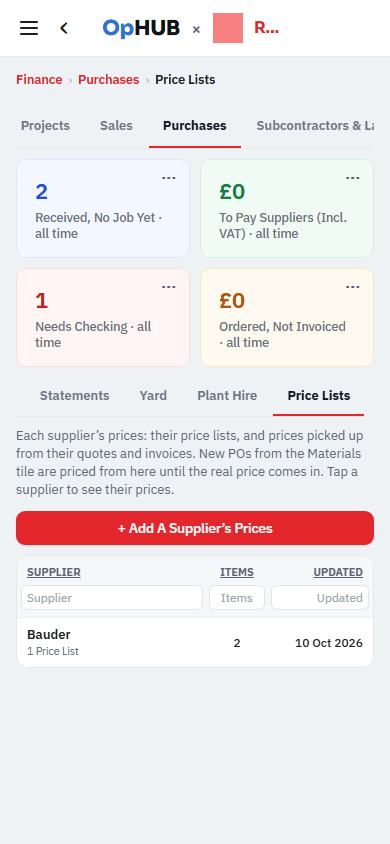 OpHUB × R...
Finance › Purchases › Price Lists
Projects Sales Purchases Subcontractors & La
2
Received, No Job Yet ·
all time
£0
To Pay Suppliers (Incl.
VAT) · all time
1
Needs Checking · all
time
£0
Ordered, Not Invoiced
· all time
Statements Yard Plant Hire Price Lists
Each supplier’s prices: their price lists, and prices picked up
from their quotes and invoices. New POs from the Materials
tile are priced from here until the real price comes in. Tap a
supplier to see their prices.
+ Add A Supplier’s Prices
SUPPLIER ITEMS UPDATED
Supplier Items Updated
Bauder 2 10 Oct 2026
1 Price List